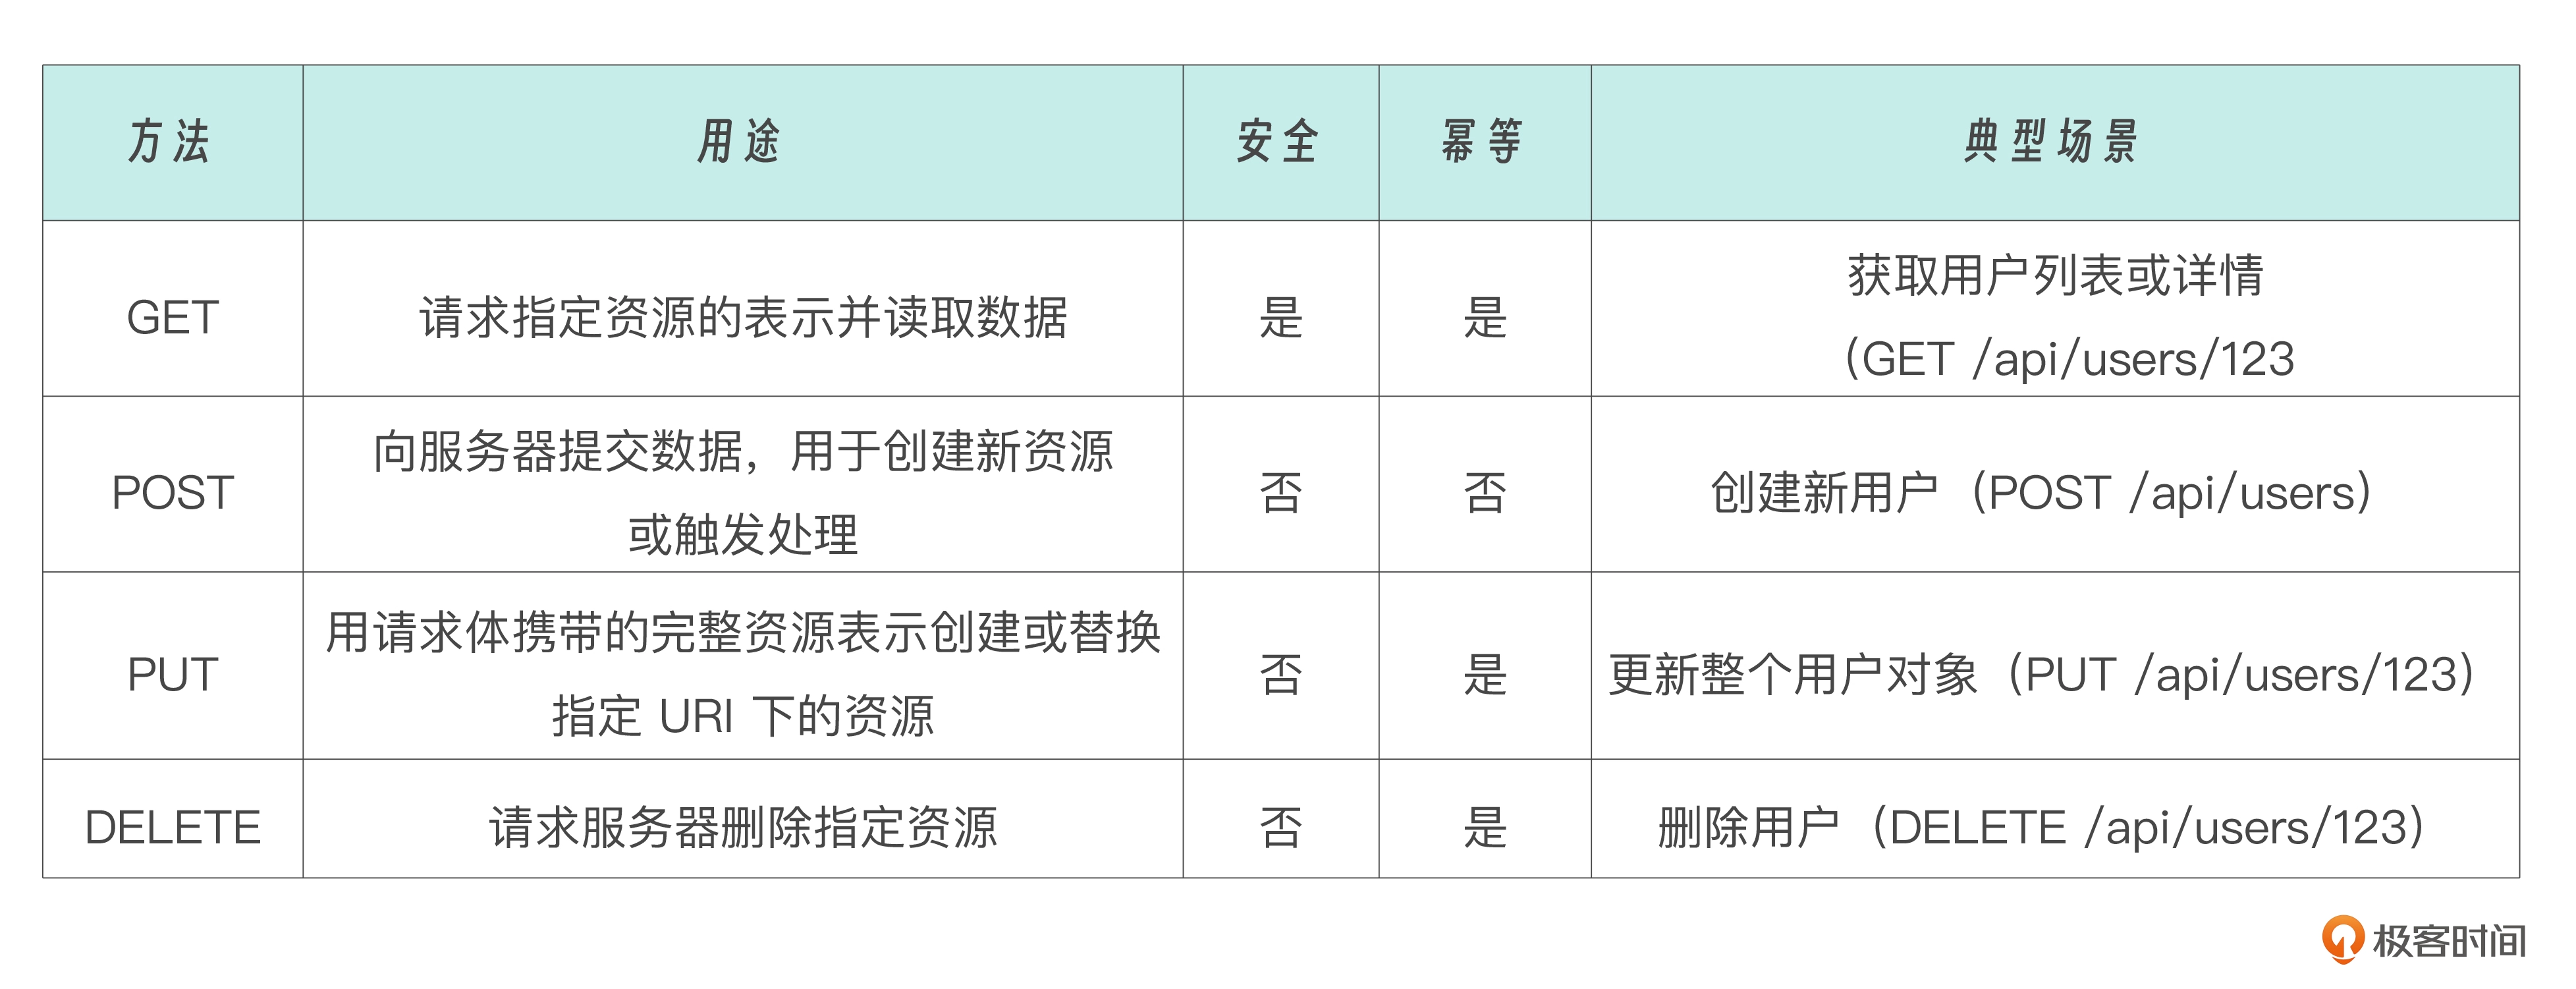 方法 用途 安全 幂等 典型场景
GET 请求指定资源的表示并读取数据 是 是 获取用户列表或详情
(GET /api/users/123
POST 向服务器提交数据，用于创建新资源
或触发处理 否 否 创建新用户（POST /api/users）
PUT 用请求体携带的完整资源表示创建或替换
指定 URI 下的资源 否 是 更新整个用户对象（PUT /api/users/123）
DELETE 请求服务器删除指定资源 否 是 删除用户（DELETE /api/users/123）
极客时间